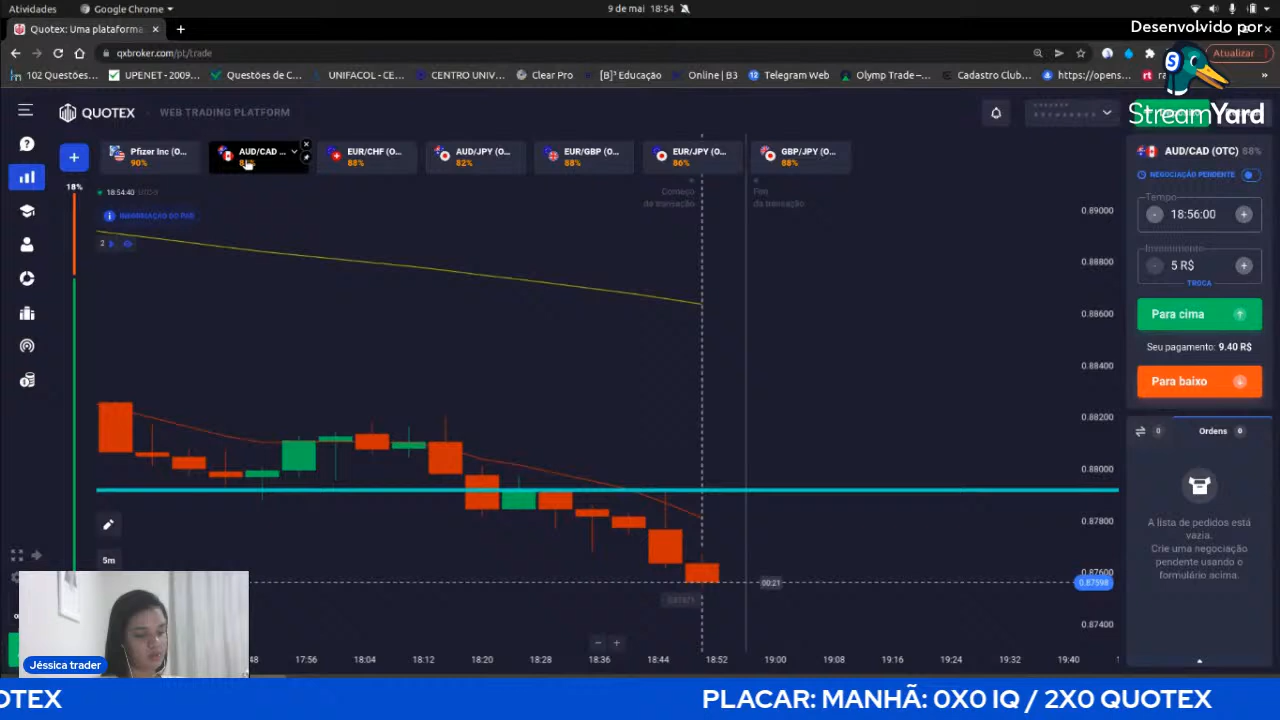 Atividades
Google Chrome
9 de mai 18:54
Quotex: Uma plataforma
Desenvolvido por
qxbroker.com/pt/trade
Atualizar
102 Questões...
UPENET - 2009...
Questões de C...
UNIFACOL - CE...
CENTRO UNIV...
Clear Pro
[B]³ Educação
Online | B3
Telegram Web
Olymp Trade –...
Cadastro Club...
https://opens...
StreamYard
QUOTEX
WEB TRADING PLATFORM
Pfizer Inc (O...
90%
AUD/CAD ...
EUR/CHF (O...
88%
AUD/JPY (O...
82%
EUR/GBP (O...
88%
EUR/JPY (O...
86%
GBP/JPY (O...
88%
AUD/CAD (OTC) 88%
NEGOCIAÇÃO PENDENTE
18%
18:54:40
INFORMAÇÃO DO PAR
2
Começo
da transação
Fim
da transação
Tempo
- 18:56:00 +
Investimento
- 5 R$ +
TROCA
Para cima
Seu pagamento: 9.40 R$
Para baixo
0
Ordens 0
A lista de pedidos está
vazia.
Crie uma negociação
pendente usando o
formulário acima.
0.89000
0.88800
0.88600
0.88400
0.88200
0.88000
0.87800
0.87600
0.87598
0.87400
5m
00:21
- +
48 17:56 18:04 18:12 18:20 18:28 18:36 18:44 18:52 19:00 19:08 19:16 19:24 19:32 19:40
Jéssica trader
OTEX
PLACAR: MANHÃ: 0X0 IQ / 2X0 QUOTEX